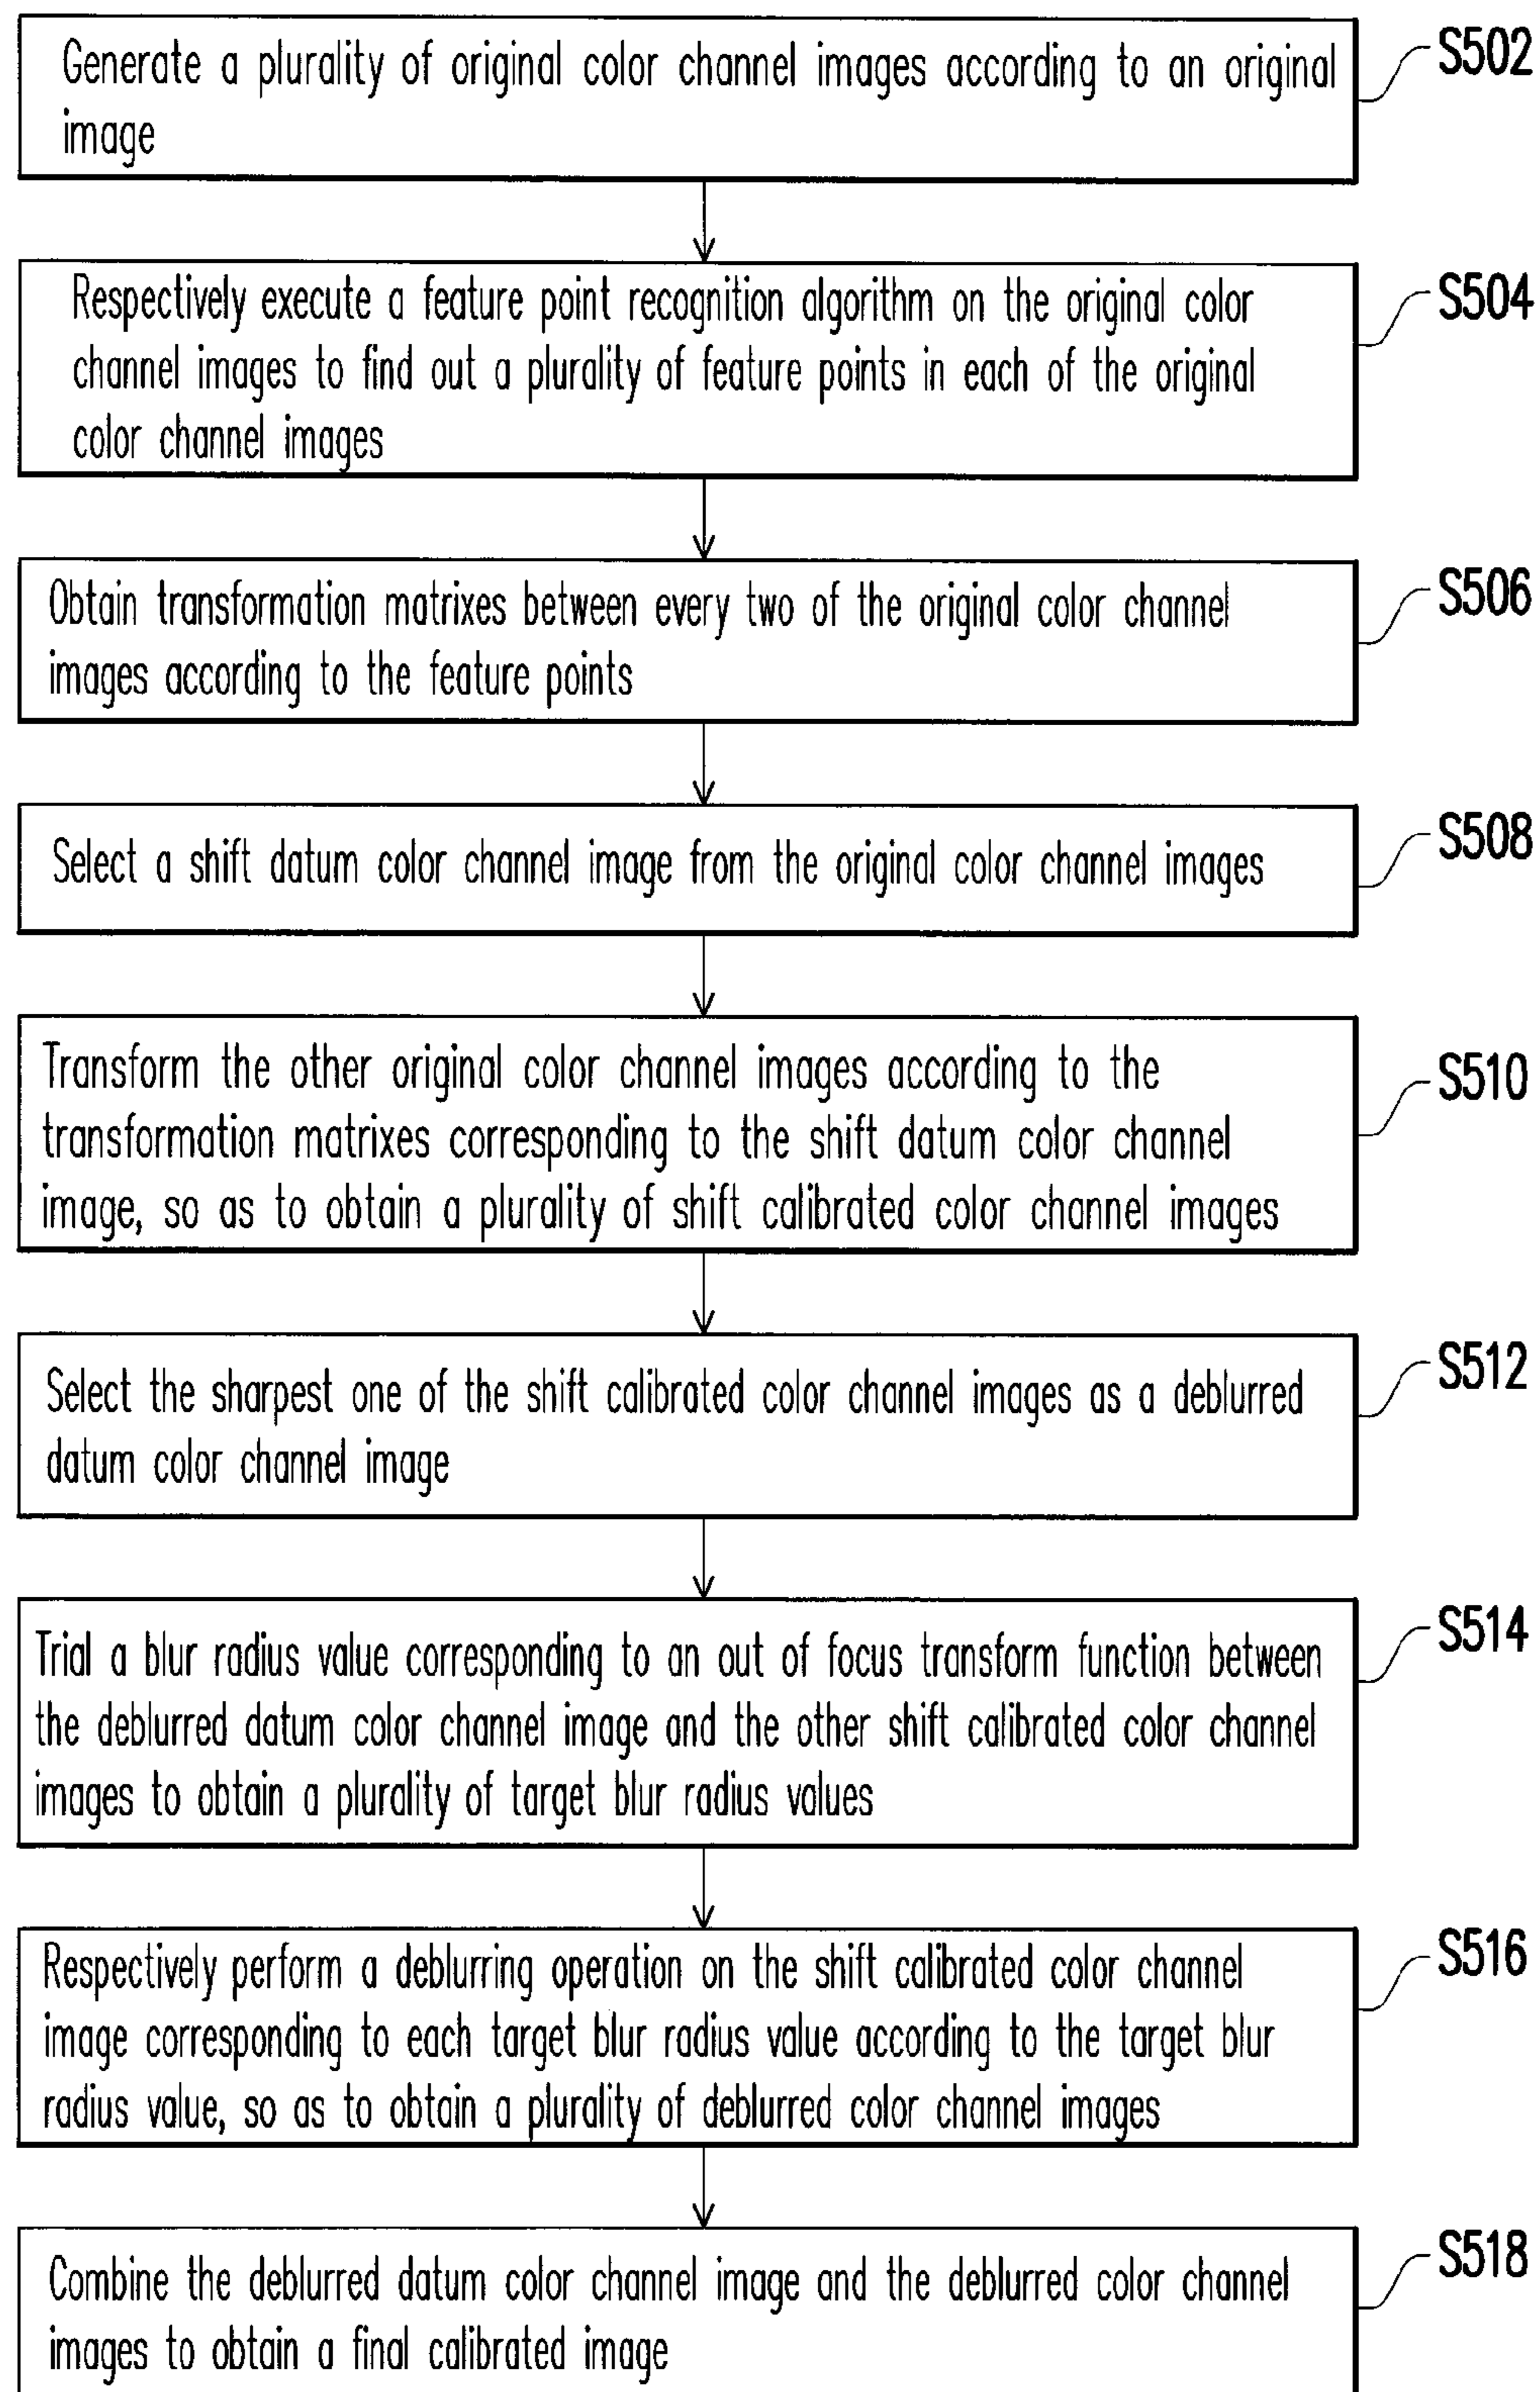 Generate a plurality of original color channel images according to an original
image
S502
Respectively execute a feature point recognition algorithm on the original color
channel images to find out a plurality of feature points in each of the original
color channel images
S504
Obtain transformation matrixes between every two of the original color channel
images according to the feature points
S506
Select a shift datum color channel image from the original color channel images
S508
Transform the other original color channel images according to the
transformation matrixes corresponding to the shift datum color channel
image, so as to obtain a plurality of shift calibrated color channel images
S510
Select the sharpest one of the shift calibrated color channel images as a deblurred
datum color channel image
S512
Trial a blur radius value corresponding to an out of focus transform function between
the deblurred datum color channel image and the other shift calibrated color channel
images to obtain a plurality of target blur radius values
S514
Respectively perform a deblurring operation on the shift calibrated color channel
image corresponding to each target blur radius value according to the target blur
radius value, so as to obtain a plurality of deblurred color channel images
S516
Combine the deblurred datum color channel image and the deblurred color channel
images to obtain a final calibrated image
S518